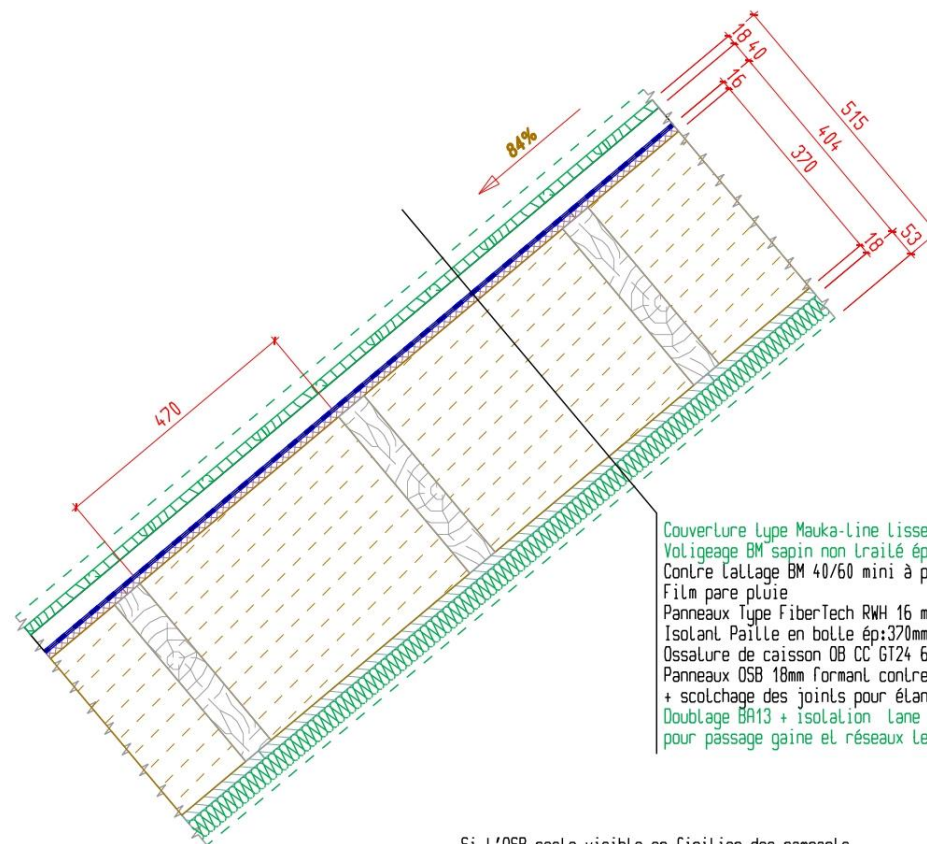 18
40
515
16
404
370
84%
18
53
470
Couverture type Mauka-line lisse
Voligeage BM sapin non traité ép
Contre lattage BM 40/60 mini à p
Film pare pluie
Panneaux Type FiberTech RWH 16 m
Isolant Paille en botte ép:370mm
Ossature de caisson OB CC GT24 6
Panneaux OSB 18mm formant contre
+ scotchage des joints pour étan
Doublage BA13 + isolation lane
pour passage gaine et réseaux te
Si L'OSB reste visible en finition des rampants